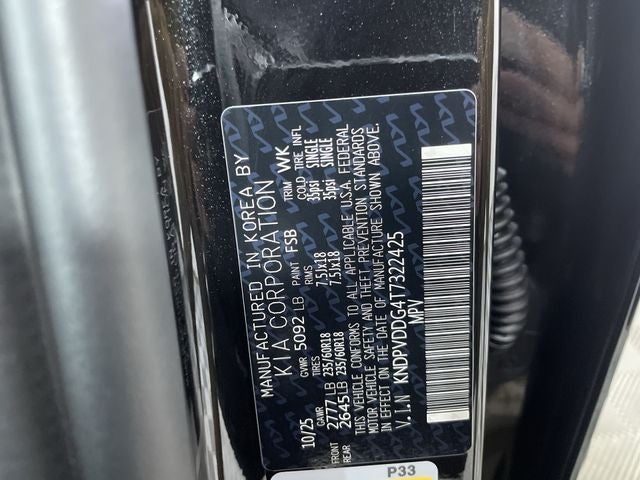 MANUFACTURED IN KOREA BY
KIA CORPORATION
10/25 GVWR 5092 LB PAINT FSB TRIM WK
GAWR TIRES RIMS COLD TIRE INFL
FRONT 2777 LB 235/60R18 7.5Jx18 35psi SINGLE
REAR 2645LB 235/60R18 7.5Jx18 35psi SINGLE
THIS VEHICLE CONFORMS TO ALL APPLICABLE U.S.A. FEDERAL
MOTOR VEHICLE SAFETY AND THEFT PREVENTION STANDARDS
IN EFFECT ON THE DATE OF MANUFACTURE SHOWN ABOVE.
V.I.N KNDPVDDG4T7322425
MPV
P33